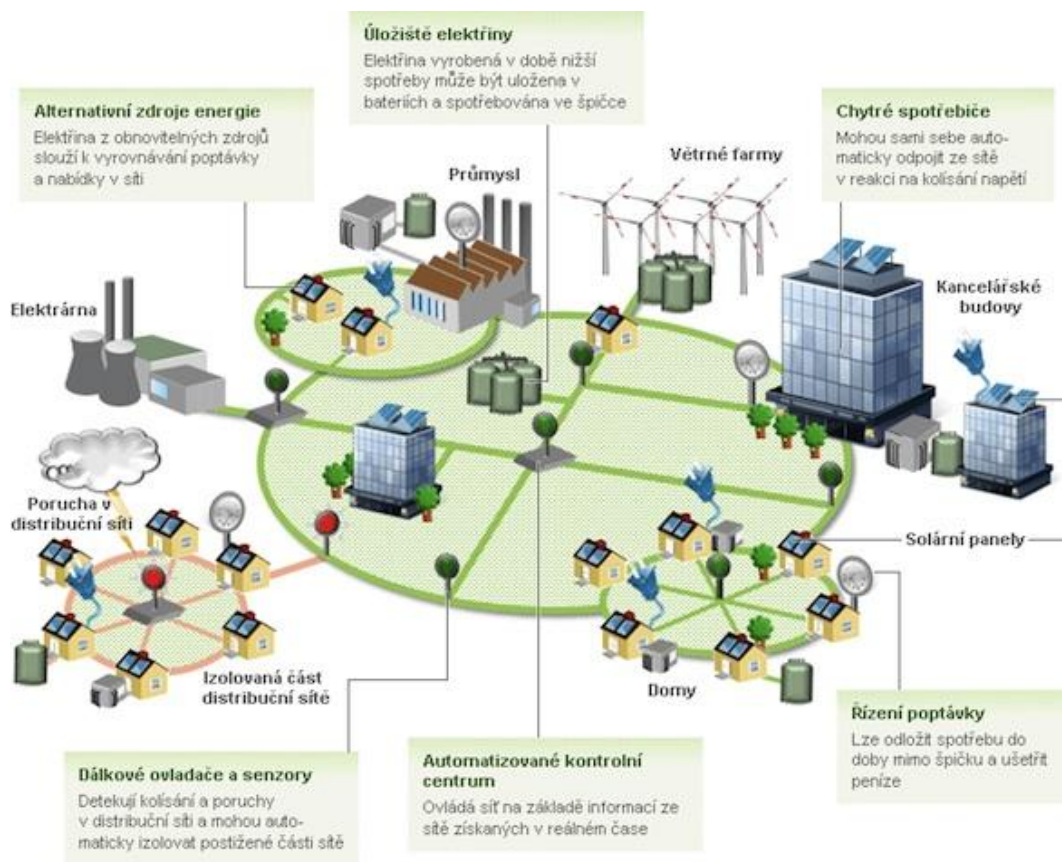 Úložiště elektřiny
Elektřina vyrobená v době nižší
spotřeby může být uložena v
bateriích a spotřebována ve špičce
Alternativní zdroje energie
Elektřina z obnovitelných zdrojů
slouží k vyrovnávání poptávky
a nabídky v síti
Chytré spotřebiče
Mohou sami sebe auto-
maticky odpojit ze sítě
v reakci na kolísání napětí
Větrné farmy
Průmysl
Kancelářské
budovy
Elektrárna
Porucha v
distribuční síti
Solární panely
Izolovaná část
distribuční sítě
Domy
Řízení poptávky
Lze odložit spotřebu do
doby mimo špičku a ušetřit
peníze
Dálkové ovladače a senzory
Detekují kolísání a poruchy
v distribuční síti a mohou auto-
maticky izolovat postižené části sítě
Automatizované kontrolní
centrum
Ovládá síť na základě informací ze
sítě získaných v reálném čase